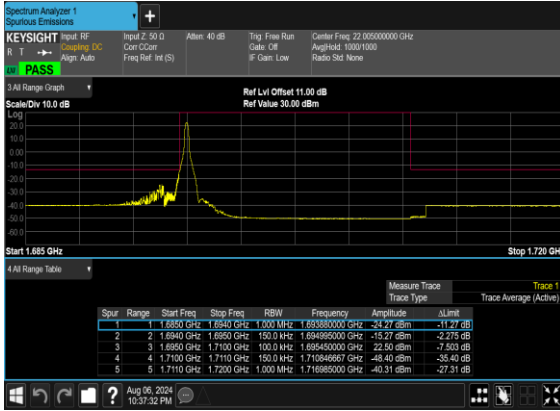 Spectrum Analyzer 1
Spurious Emissions
+
KEYSIGHT Input: RF Input Z: 50 Ω Atten: 40 dB Trig: Free Run Center Freq: 22.005000000 GHz
R T Coupling: DC Corr CCorr Gate: Off Avg|Hold: 1000/1000
Align: Auto Freq Ref: Int (S) IF Gain: Low Radio Std: None
PASS
3 All Range Graph Ref Lvl Offset 11.00 dB
Scale/Div 10.0 dB Ref Value 30.00 dBm
Log
20.0
10.0
0.00
-10.0
-20.0
-30.0
-40.0
-50.0
-60.0
Start 1.685 GHz Stop 1.720 GH
4 All Range Table
Measure Trace Trace 1
Trace Type Trace Average (Active)
Spur Range Start Freq Stop Freq RBW Frequency Amplitude ΔLimit
1 1 1.6850 GHz 1.6940 GHz 1.000 MHz 1.693880000 GHz -24.27 dBm -11.27 dB
2 2 1.6940 GHz 1.6950 GHz 150.0 kHz 1.694995000 GHz -15.27 dBm -2.275 dB
3 3 1.6950 GHz 1.7100 GHz 100.0 kHz 1.695450000 GHz 22.50 dBm -7.503 dB
4 4 1.7100 GHz 1.7110 GHz 150.0 kHz 1.710846667 GHz -48.40 dBm -35.40 dB
5 5 1.7110 GHz 1.7200 GHz 1.000 MHz 1.716985000 GHz -40.31 dBm -27.31 dB
? Aug 06, 2024
10:37:32 PM